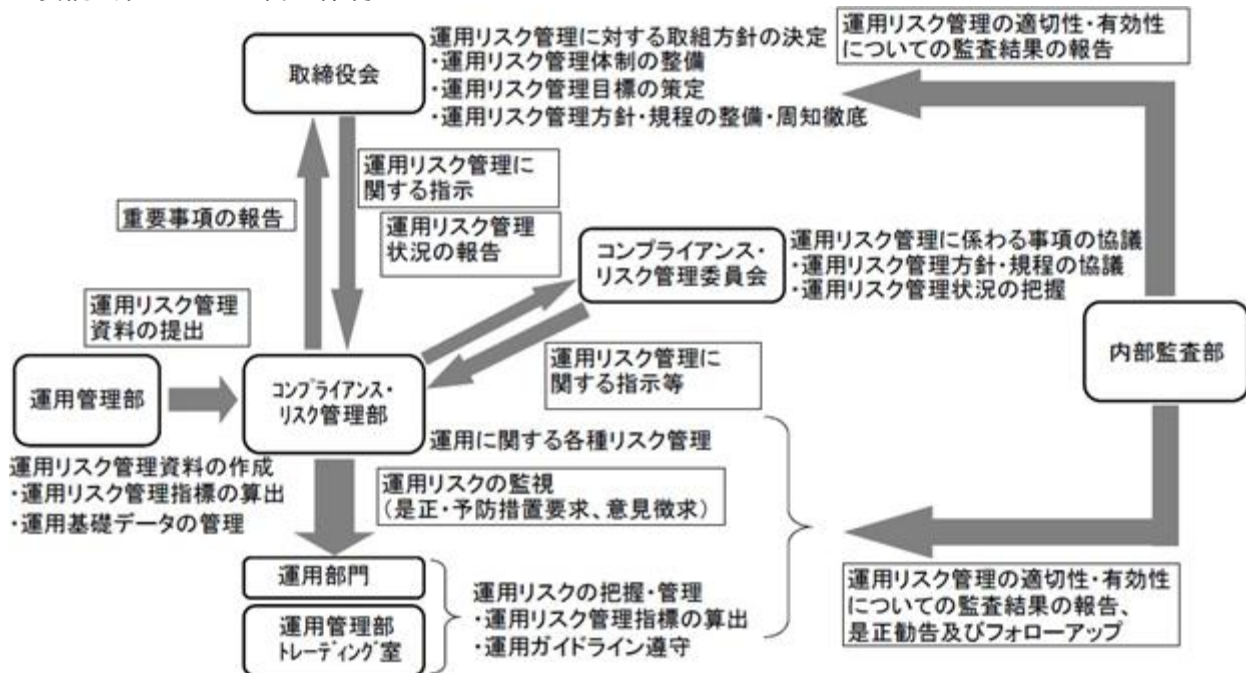 取締役会
運用リスク管理に対する取組方針の決定
・運用リスク管理体制の整備
・運用リスク管理目標の策定
・運用リスク管理方針・規程の整備・周知徹底
運用リスク管理の適切性・有効性
についての監査結果の報告
運用リスク管理に
関する指示
重要事項の報告
運用リスク管理
状況の報告
コンプライアンス・
リスク管理委員会
運用リスク管理に係わる事項の協議
・運用リスク管理方針・規程の協議
・運用リスク管理状況の把握
運用リスク管理
資料の提出
内部監査部
運用管理部
コンプライアンス・
リスク管理部
運用リスク管理に
関する指示等
運用に関する各種リスク管理
運用リスク管理資料の作成
・運用リスク管理指標の算出
・運用基礎データの管理
運用リスクの監視
（是正・予防措置要求、意見徴求）
運用部門
運用管理部
トレーディング室
運用リスクの把握・管理
・運用リスク管理指標の算出
・運用ガイドライン遵守
運用リスク管理の適切性・有効性
についての監査結果の報告、
是正勧告及びフォローアップ